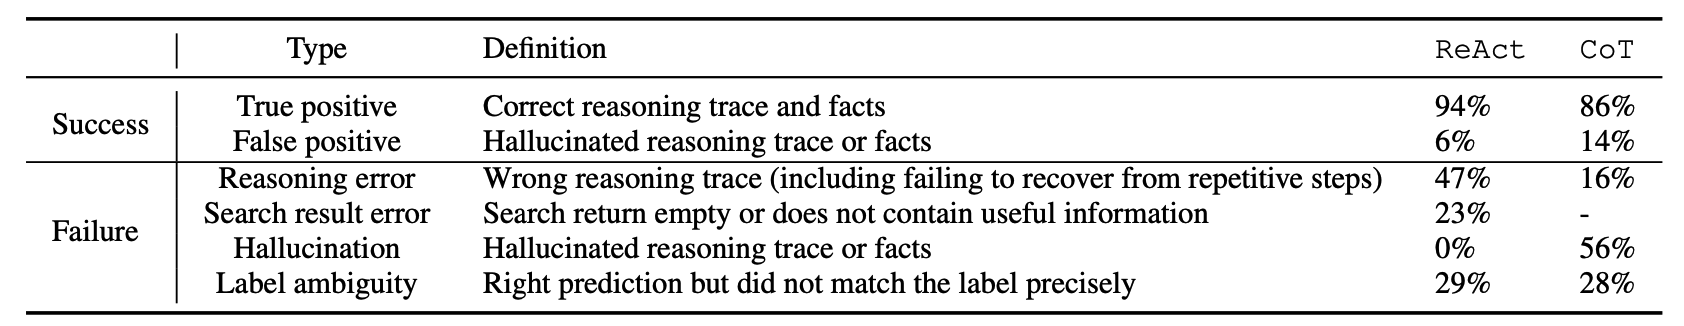 Type Definition ReAct CoT
Success True positive Correct reasoning trace and facts 94% 86%
False positive Hallucinated reasoning trace or facts 6% 14%
Failure Reasoning error Wrong reasoning trace (including failing to recover from repetitive steps) 47% 16%
Search result error Search return empty or does not contain useful information 23% -
Hallucination Hallucinated reasoning trace or facts 0% 56%
Label ambiguity Right prediction but did not match the label precisely 29% 28%